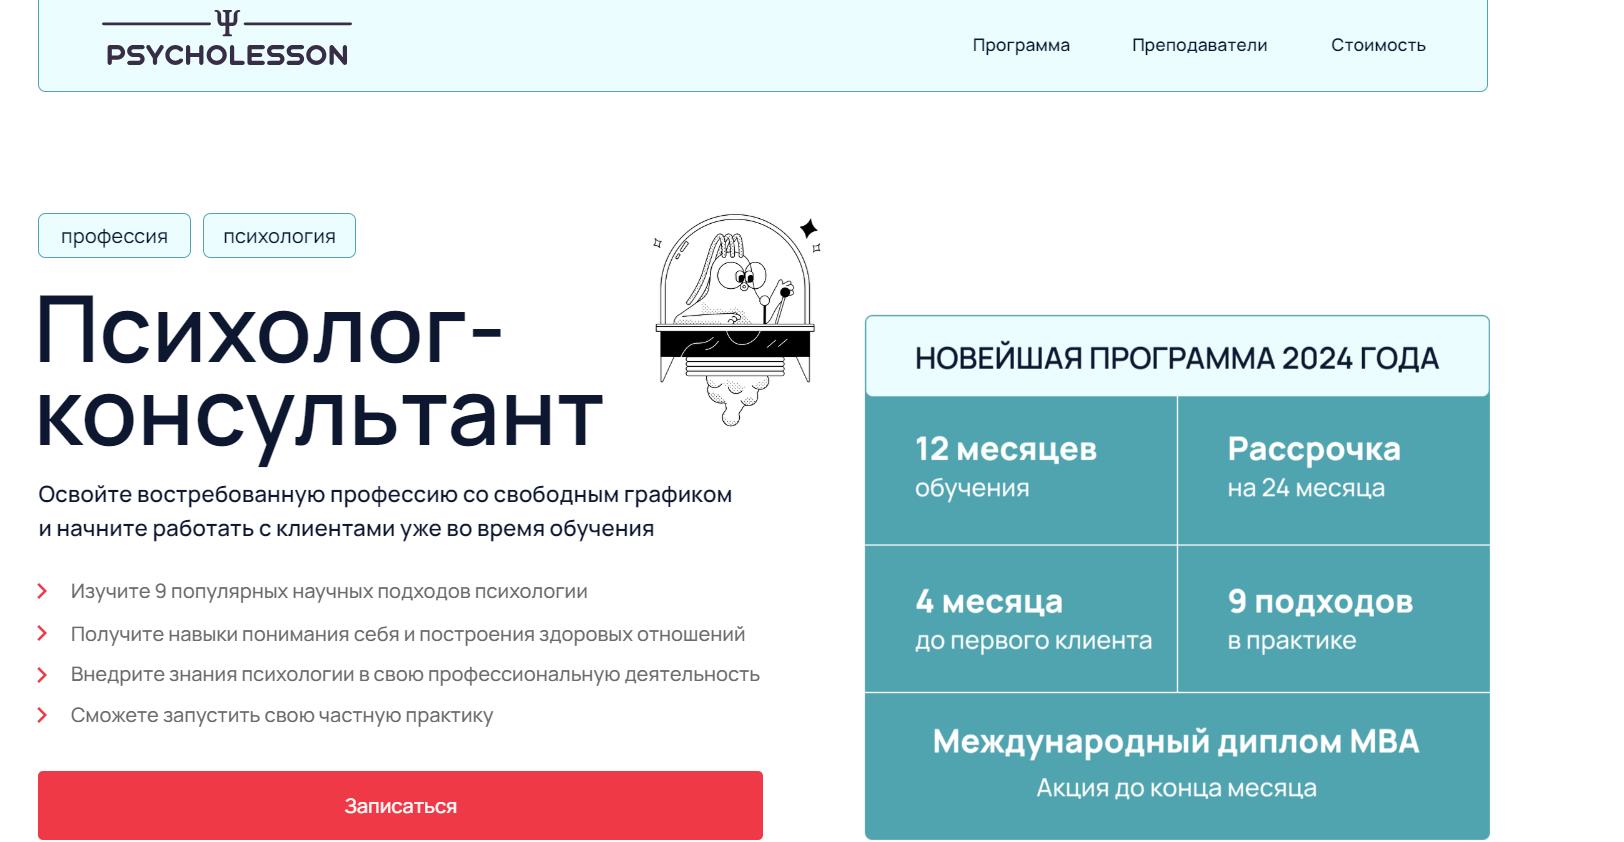 Ψ
PSYCHOLESSON
Программа
Преподаватели
Стоимость
профессия
психология
Психолог-
консультант
Освойте востребованную профессию со свободным графиком
и начните работать с клиентами уже во время обучения
Изучите 9 популярных научных подходов психологии
Получите навыки понимания себя и построения здоровых отношений
Внедрите знания психологии в свою профессиональную деятельность
Сможете запустить свою частную практику
Записаться
НОВЕЙШАЯ ПРОГРАММА 2024 ГОДА
12 месяцев
обучения
Рассрочка
на 24 месяца
4 месяца
до первого клиента
9 подходов
в практике
Международный диплом МВА
Акция до конца месяца